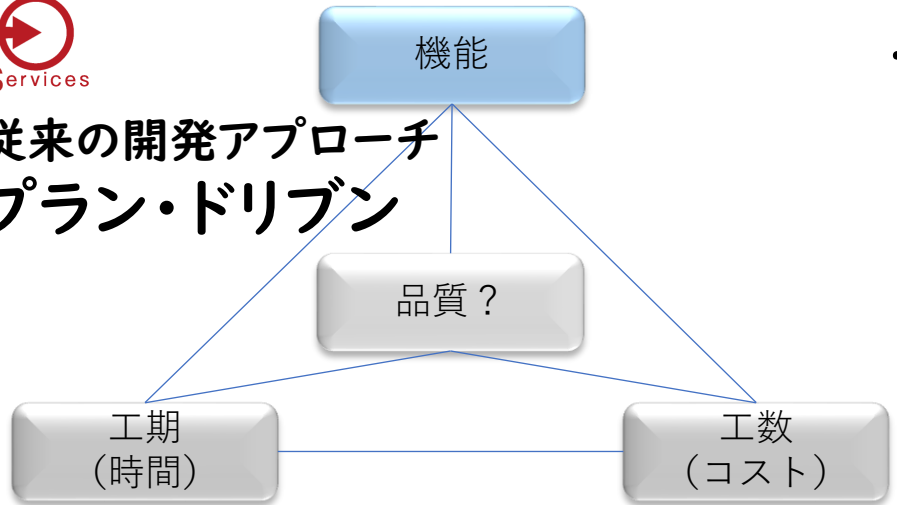 Services
機能
従来の開発アプローチ
プラン・ドリブン
品質？
工期
（時間）
工数
（コスト）